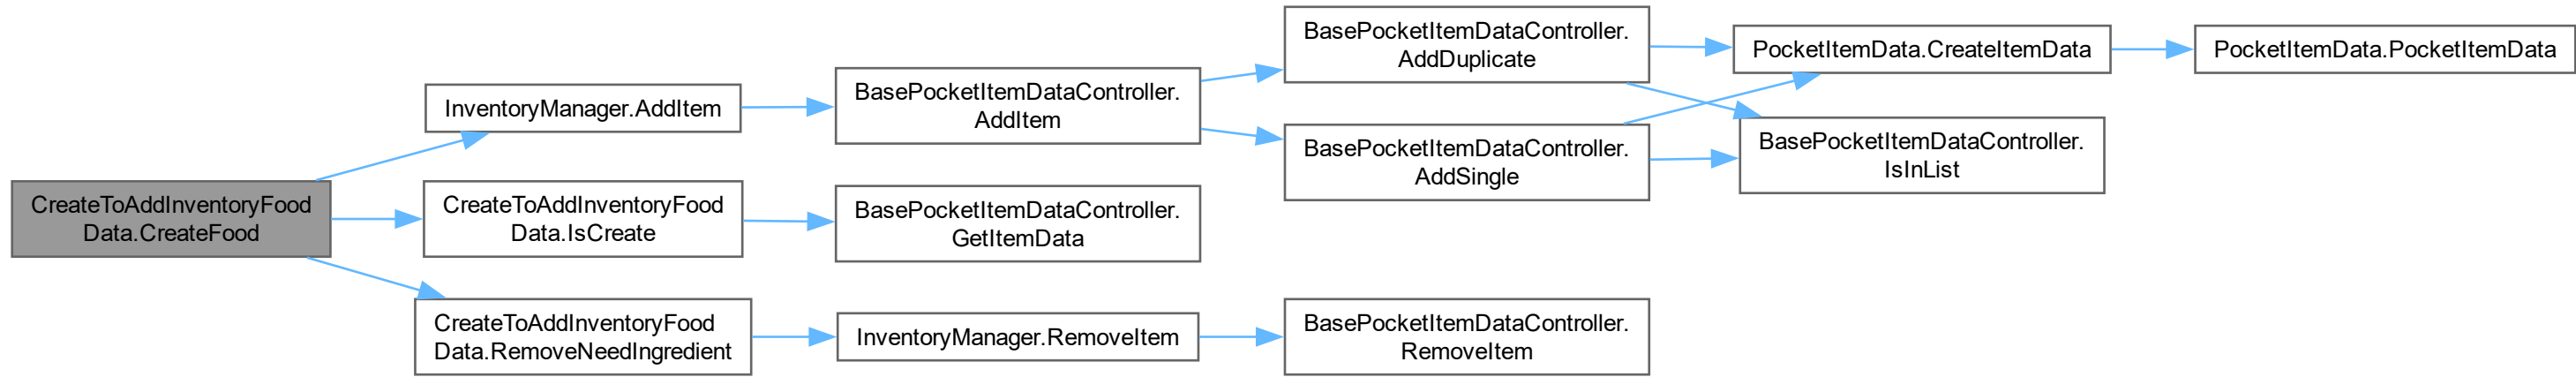 CreateToAddInventoryFood
Data.CreateFood
InventoryManager.AddItem
CreateToAddInventoryFood
Data.IsCreate
CreateToAddInventoryFood
Data.RemoveNeedIngredient
BasePocketItemDataController.
AddItem
BasePocketItemDataController.
GetItemData
InventoryManager.RemoveItem
BasePocketItemDataController.
AddDuplicate
BasePocketItemDataController.
AddSingle
BasePocketItemDataController.
RemoveItem
PocketItemData.CreateItemData
BasePocketItemDataController.
IsInList
PocketItemData.PocketItemData